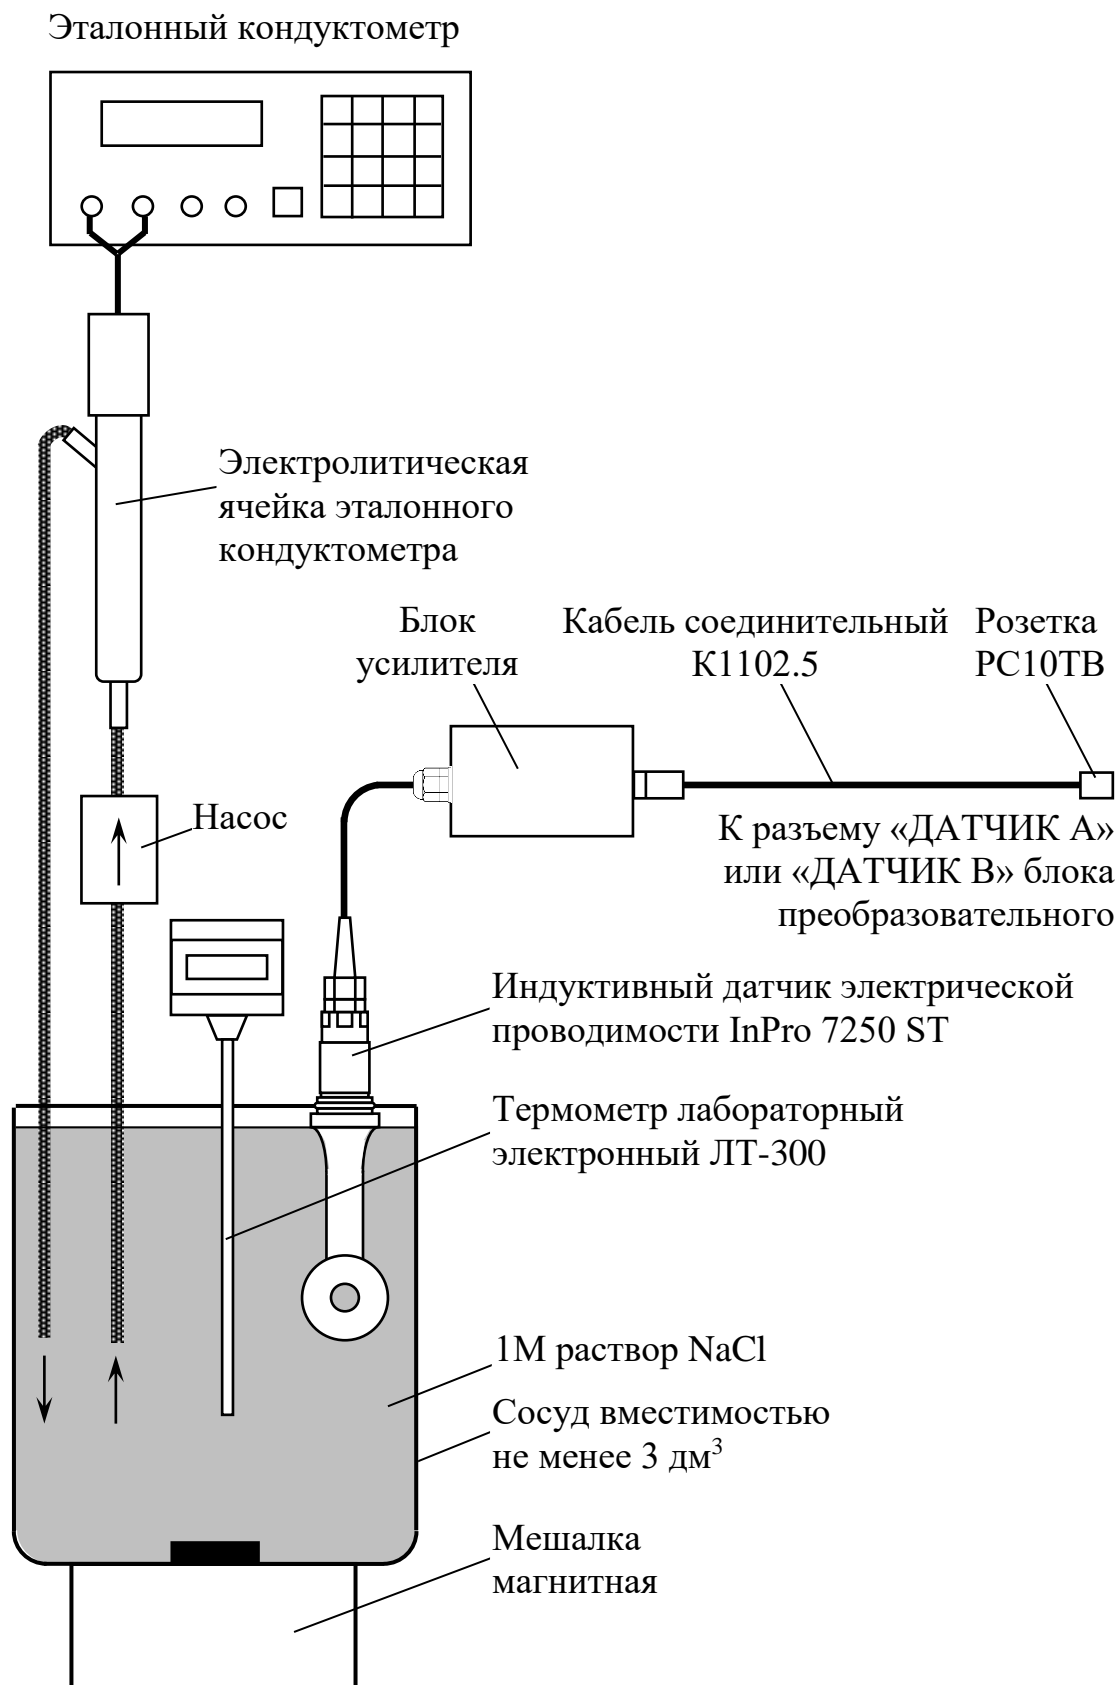 Эталонный кондуктометр
Электролитическая
ячейка эталонного
кондуктометра
Блок
усилителя
Кабель соединительный
К1102.5
Розетка
РС10ТВ
Насос
К разъему «ДАТЧИК А»
или «ДАТЧИК В» блока
преобразовательного
Индуктивный датчик электрической
проводимости InPro 7250 ST
Термометр лабораторный
электронный ЛТ-300
1М раствор NaCl
Сосуд вместимостью
не менее 3 дм³
Мешалка
магнитная